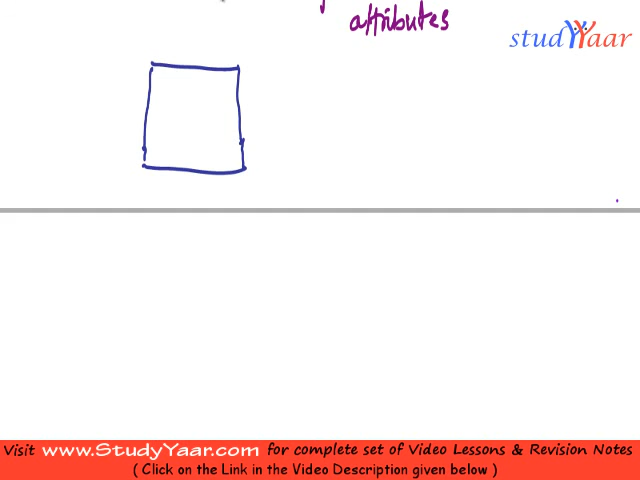 attributes
studYYaar
Visit www.StudyYaar.com for complete set of Video Lessons & Revision Notes
( Click on the Link in the Video Description given below )